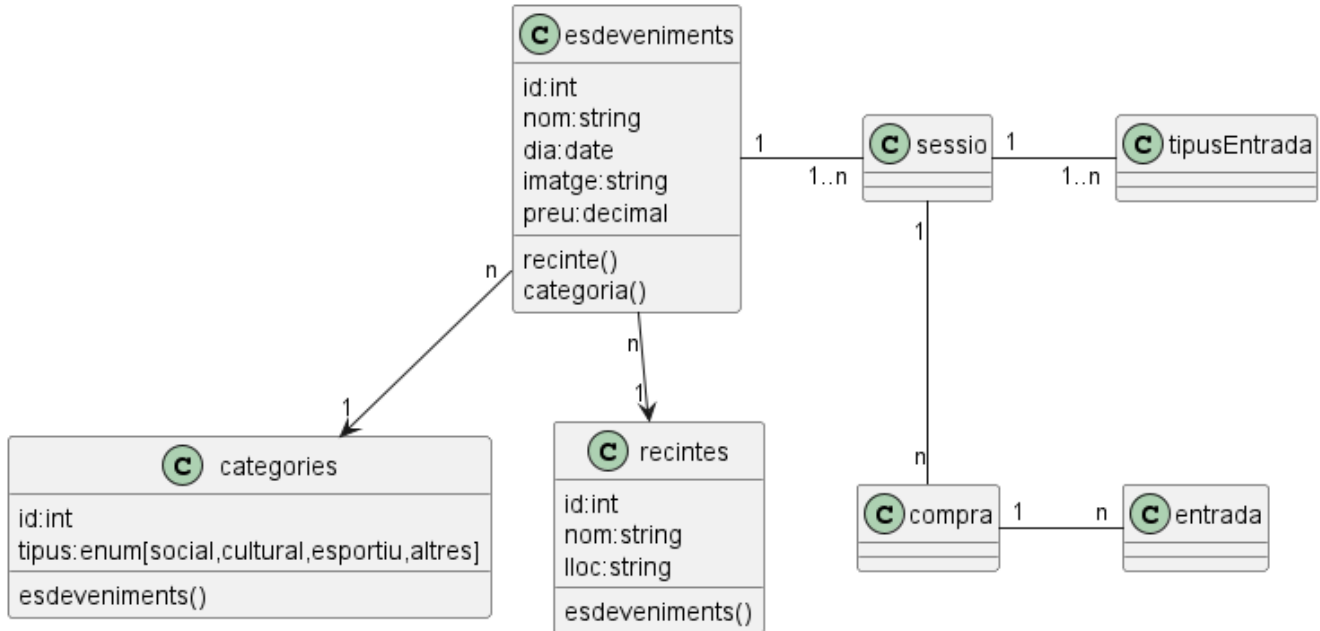 C esdeveniments
id:int
nom:string
dia:date
imatge:string
preu:decimal
recinte()
categoria()
1
1..n
C sessio
1
1..n
C tipusEntrada
n
1
n
1
1
n
C categories
id:int
tipus:enum[social,cultural,esportiu,altres]
esdeveniments()
C recintes
id:int
nom:string
lloc:string
esdeveniments()
C compra
1
n
C entrada